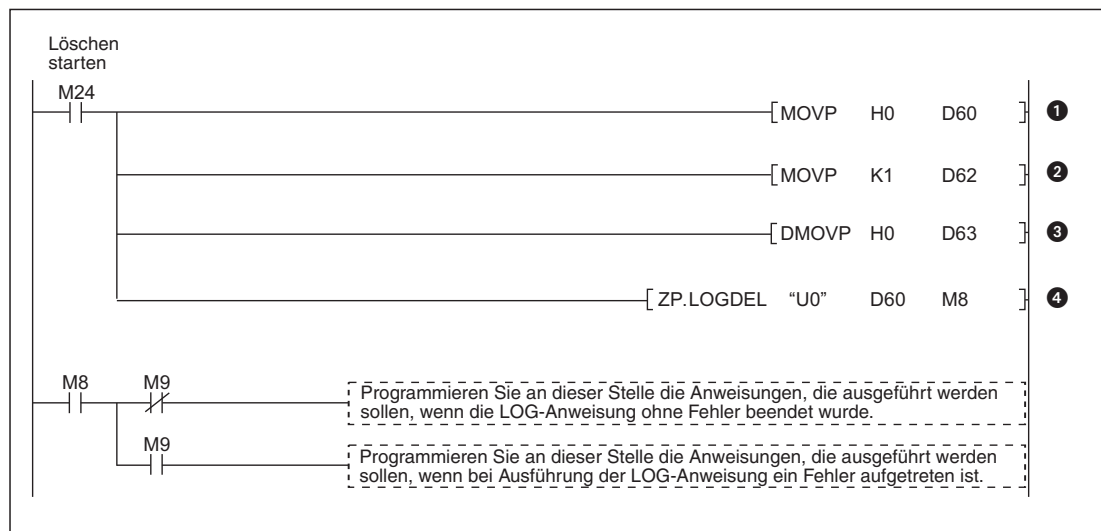 Löschen
starten
M24
MOVP H0 D60 1
MOVP K1 D62 2
DMOVP H0 D63 3
ZP.LOGDEL “U0” D60 M8 4
M8 M9
Programmieren Sie an dieser Stelle die Anweisungen, die ausgeführt werden
sollen, wenn die LOG-Anweisung ohne Fehler beendet wurde.
M9
Programmieren Sie an dieser Stelle die Anweisungen, die ausgeführt werden
sollen, wenn bei Ausführung der LOG-Anweisung ein Fehler aufgetreten ist.